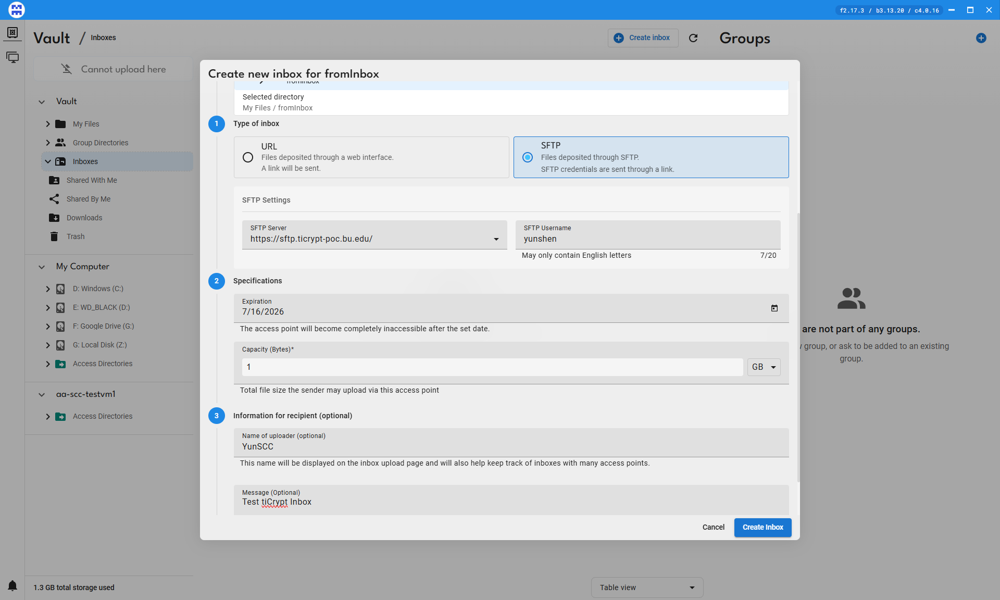 f2.17.3 / b3.13.20 / c4.0.16
Vault / Inboxes
Create inbox
Groups
Cannot upload here
Vault
My Files
Group Directories
Inboxes
Shared With Me
Shared By Me
Downloads
Trash
My Computer
D: Windows (C:)
E: WD_BLACK (D:)
F: Google Drive (G:)
G: Local Disk (Z:)
Access Directories
aa-scc-testvm1
Access Directories
1.3 GB total storage used
Create new inbox for fromInbox
fromInbox
Selected directory
My Files / fromInbox
1 Type of inbox
URL
Files deposited through a web interface.
A link will be sent.
SFTP
Files deposited through SFTP.
SFTP credentials are sent through a link.
SFTP Settings
SFTP Server
https://sftp.ticrypt-poc.bu.edu/
SFTP Username
yunshen
May only contain English letters
7/20
2 Specifications
Expiration
7/16/2026
The access point will become completely inaccessible after the set date.
Capacity (Bytes)*
1
GB
Total file size the sender may upload via this access point
3 Information for recipient (optional)
Name of uploader (optional)
YunSCC
This name will be displayed on the inbox upload page and will also help keep track of inboxes with many access points.
Message (Optional)
Test tiCrypt Inbox
Cancel
Create Inbox
are not part of any groups.
group, or ask to be added to an existing
group.
Table view